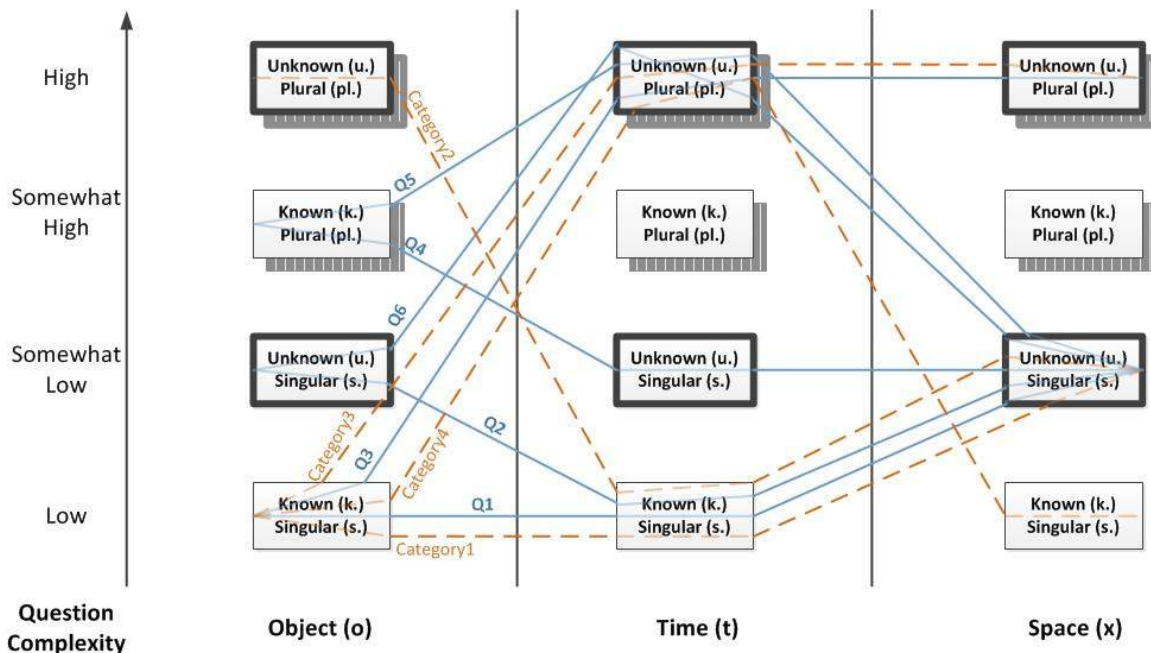 High
Unknown (u.)
Plural (pl.)
Unknown (u.)
Plural (pl.)
Unknown (u.)
Plural (pl.)
Category2
Somewhat
High
Known (k.)
Plural (pl.)
Q5
Q4
Known (k.)
Plural (pl.)
Known (k.)
Plural (pl.)
Q6
Somewhat
Low
Unknown (u.)
Singular (s.)
Unknown (u.)
Singular (s.)
Unknown (u.)
Singular (s.)
Q2
Category3
Q3
Category4
Low
Known (k.)
Singular (s.)
Q1
Known (k.)
Singular (s.)
Known (k.)
Singular (s.)
Category1
Question
Complexity
Object (o)
Time (t)
Space (x)